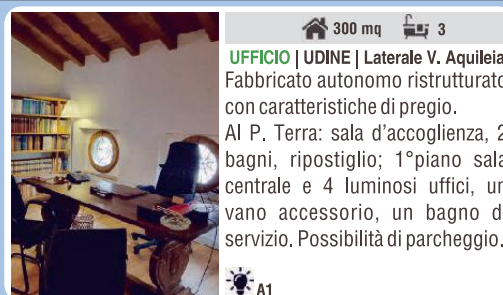 300 mq 3
UFFICIO | UDINE | Laterale V. Aquileia
Fabbricato autonomo ristrutturato
con caratteristiche di pregio.
Al P. Terra: sala d'accoglienza, 2
bagni, ripostiglio; 1°piano sala
centrale e 4 luminosi uffici, un
vano accessorio, un bagno di
servizio. Possibilità di parcheggio.
A1